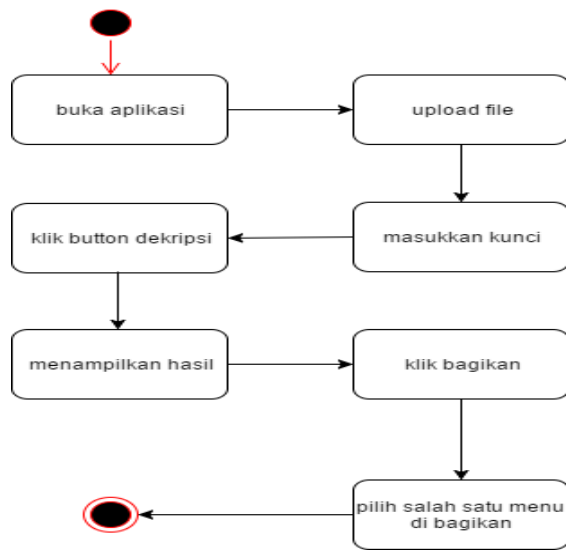 buka aplikasi
upload file
masukkan kunci
klik button dekripsi
menampilkan hasil
klik bagikan
pilih salah satu menu
di bagikan